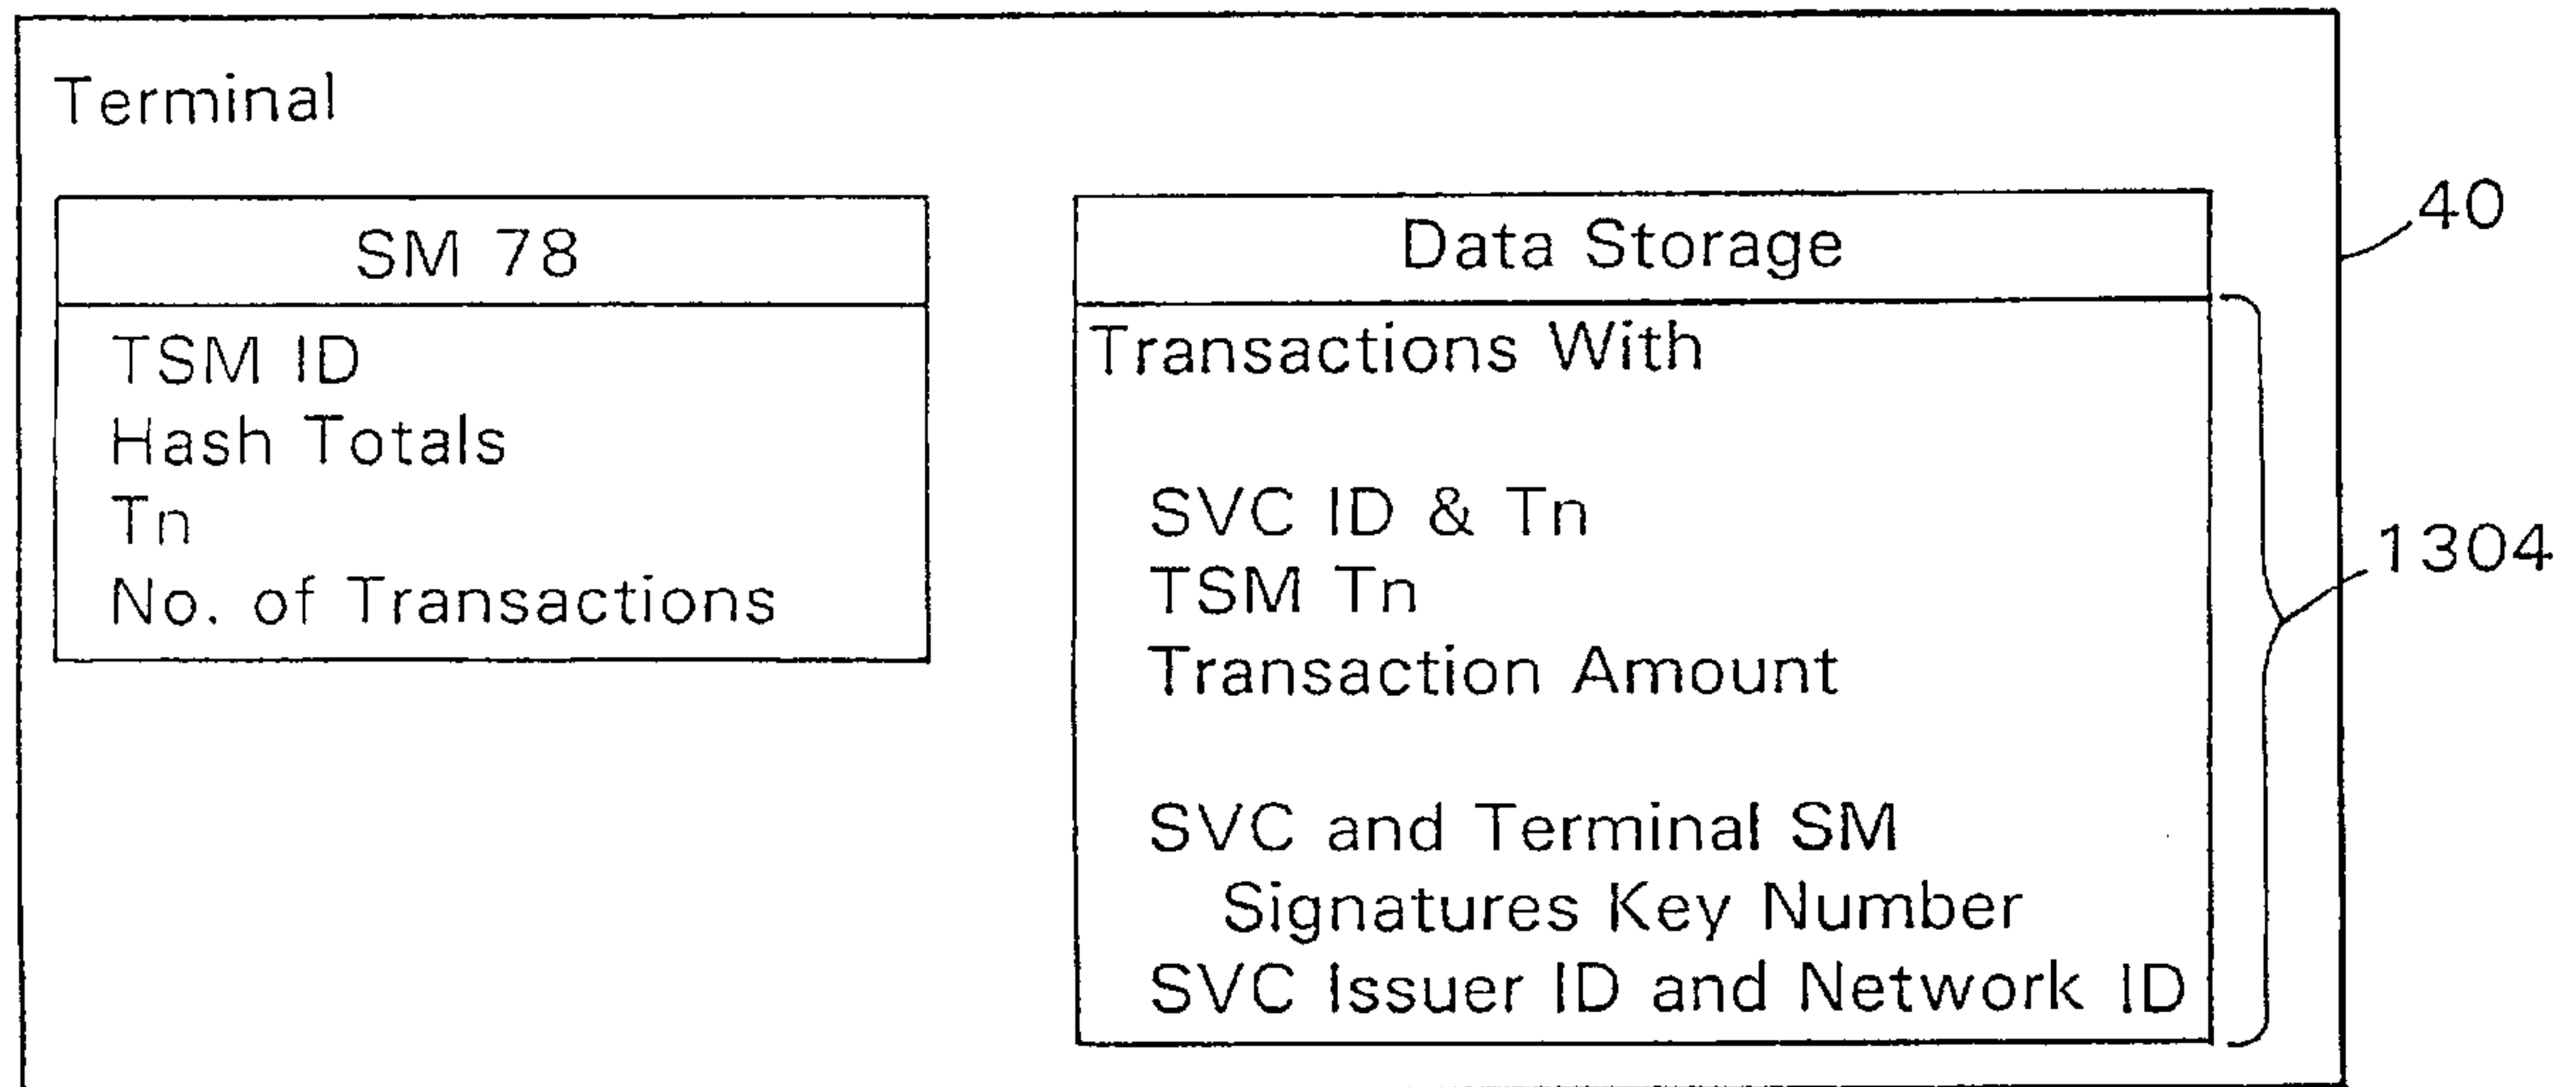 Terminal
SM 78
TSM ID
Hash Totals
Tn
No. of Transactions
Data Storage
Transactions With
SVC ID & Tn
TSM Tn
Transaction Amount
SVC and Terminal SM
Signatures Key Number
SVC Issuer ID and Network ID
40
1304